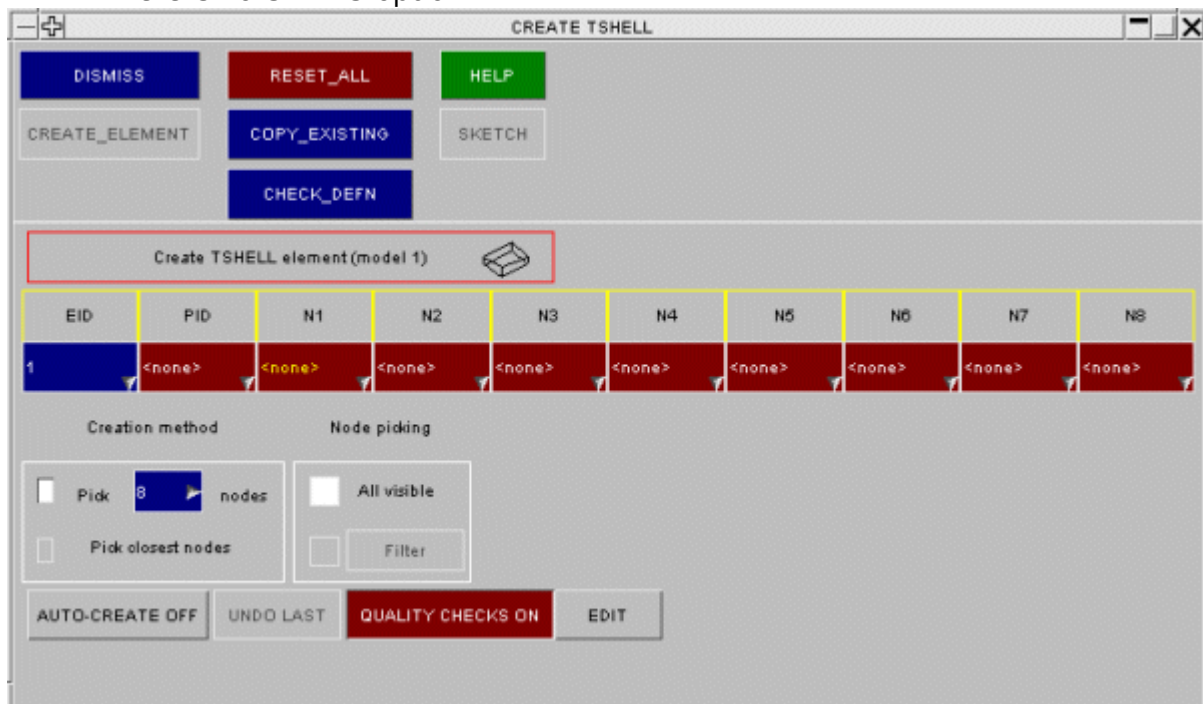 CREATE TSHELL
DISMISS RESET_ALL HELP
CREATE_ELEMENT COPY_EXISTING SKETCH
CHECK_DEFN
Create TSHELL element (model 1)
EID PID N1 N2 N3 N4 N5 N6 N7 N8
1 <none> <none> <none> <none> <none> <none> <none> <none> <none>
Creation method Node picking
Pick 8 nodes All visible
Pick closest nodes Filter
AUTO-CREATE OFF UNDO LAST QUALITY CHECKS ON EDIT